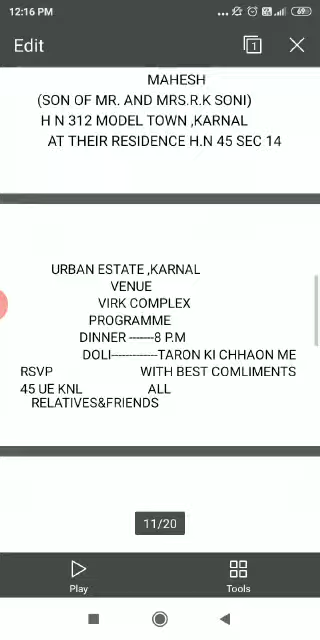 12:16 PM ... 69
Edit 1
MAHESH
(SON OF MR. AND MRS.R.K SONI)
H N 312 MODEL TOWN ,KARNAL
AT THEIR RESIDENCE H.N 45 SEC 14
URBAN ESTATE ,KARNAL
VENUE
VIRK COMPLEX
PROGRAMME
DINNER -------8 P.M
DOLI-------------TARON KI CHHAON ME
RSVP WITH BEST COMLIMENTS
45 UE KNL ALL
RELATIVES&FRIENDS
11/20
Play Tools